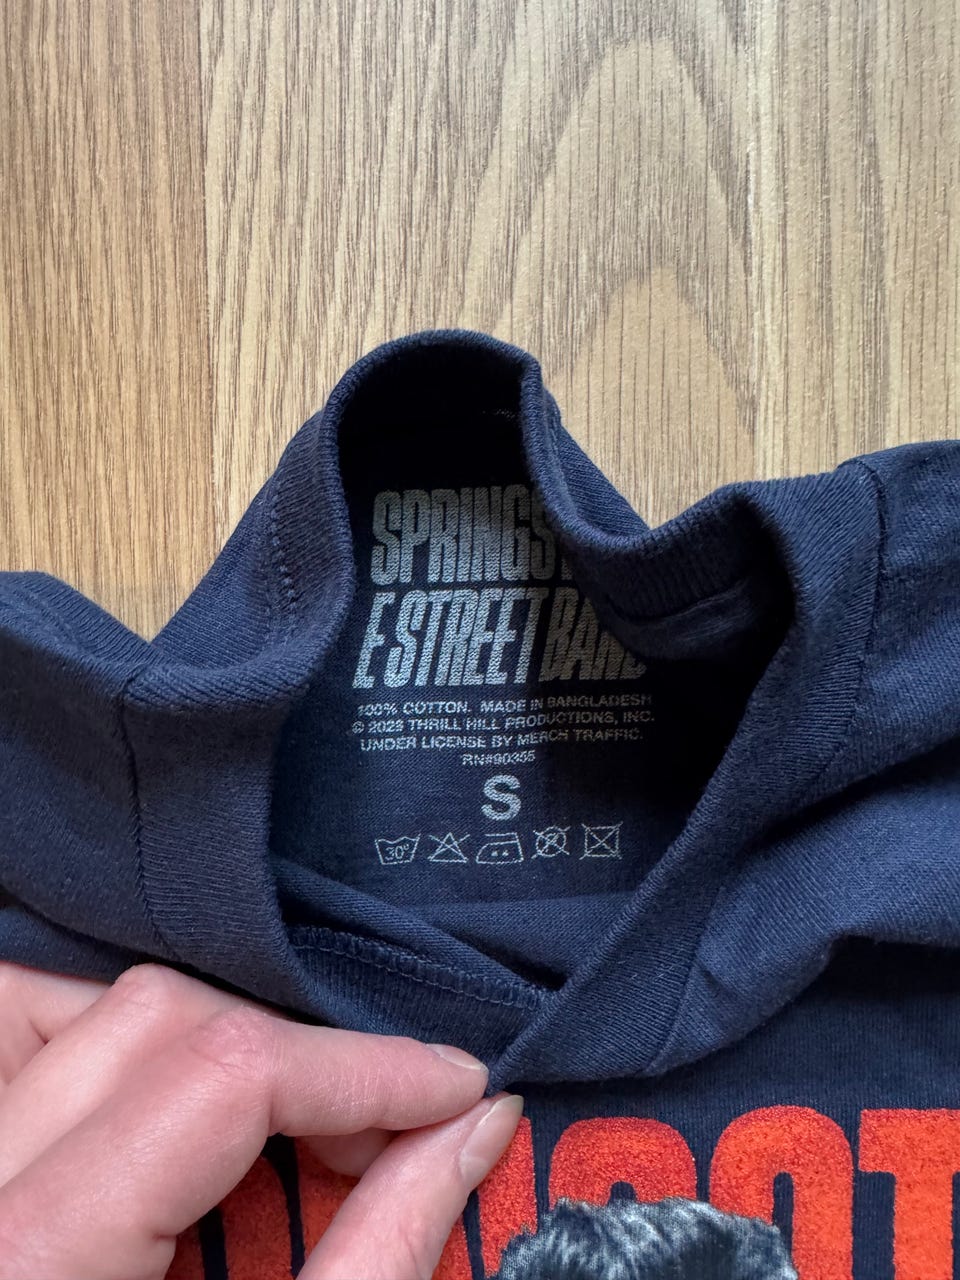 SPRINGS
E STREET BAND
100% COTTON. MADE IN BANGLADESH
© 2023 THRILL HILL PRODUCTIONS, INC.
UNDER LICENSE BY MERCH TRAFFIC.
RN#90355
S
30°